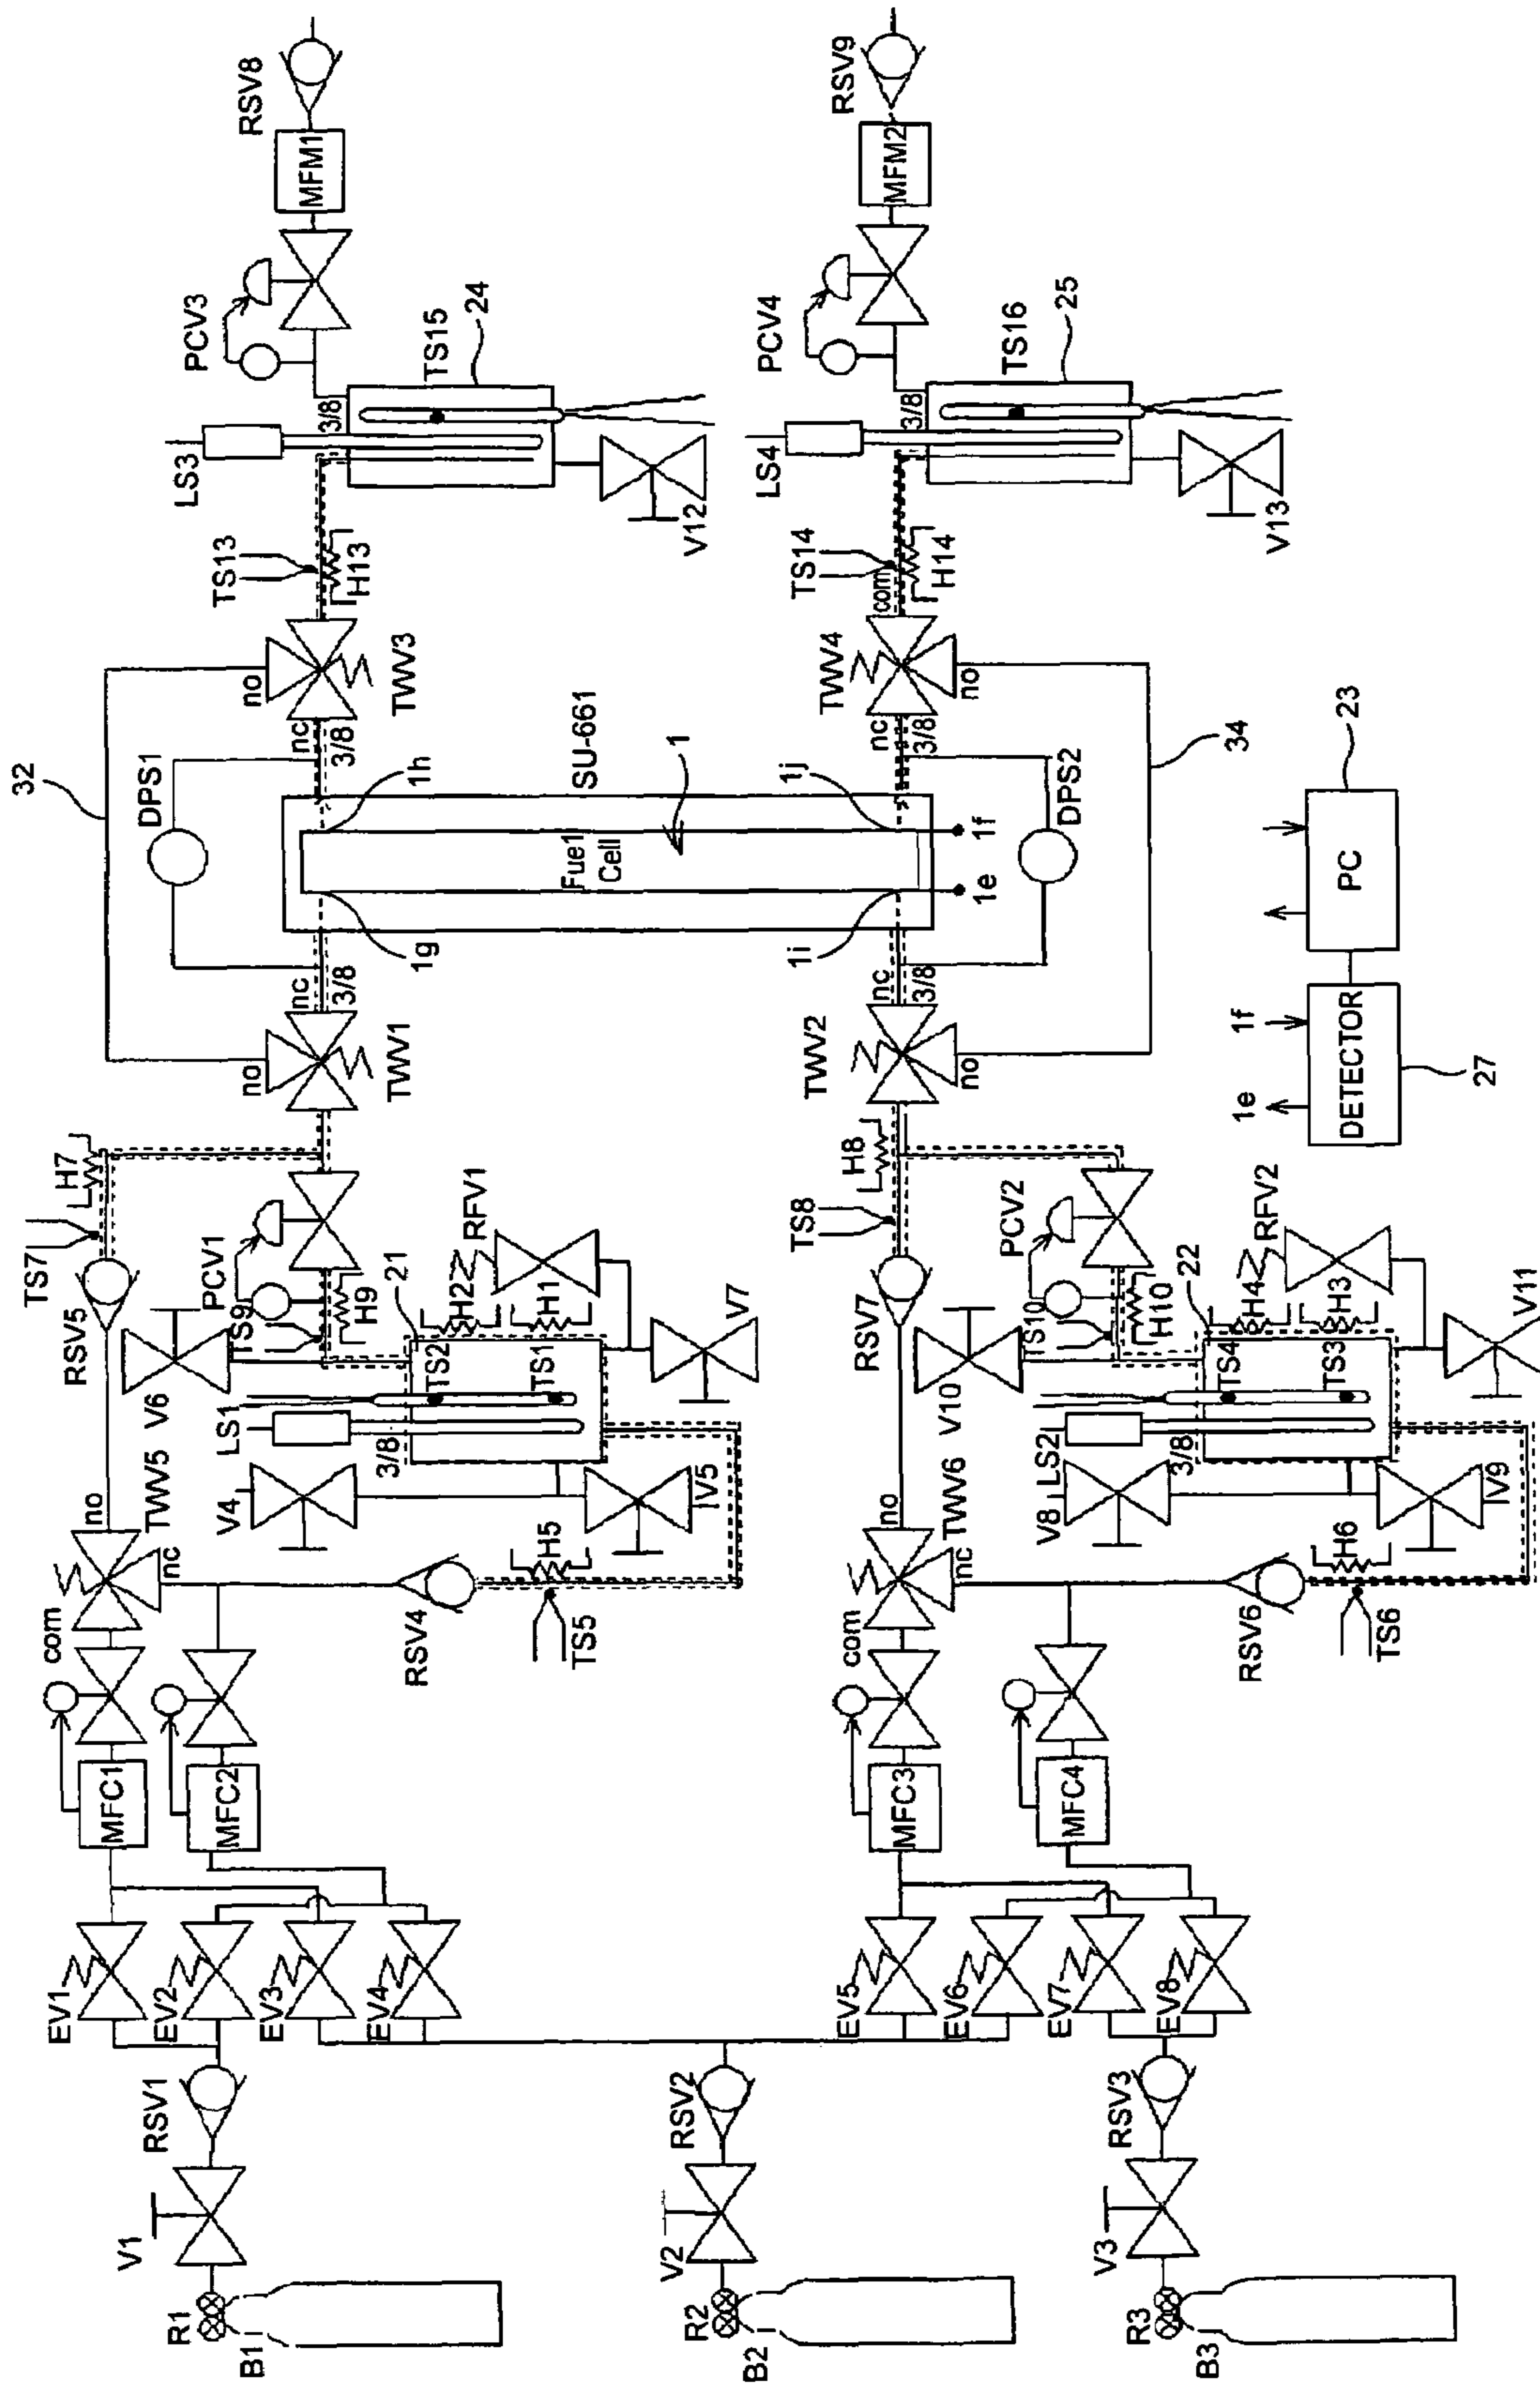 RSV8
MFM1
PCV3
TS15
24
3/8
LS3
V12
TS13
H13
RSV9
MFM2
PCV4
TS16
25
3/8
LS4
V13
TS14
H14
com
32
DPS1
no
TWV3
nc
3/8
1h
SU-661
1
Fuel
Cell
1g
nc
3/8
no
TWV1
TWV4
no
nc
3/8
1j
1f
1e
DPS2
34
1i
nc
3/8
TWV2
no
23
PC
DETECTOR
1f
1e
27
TS7
H7
RSV5
PCV1
TS9
H9
V6
21
H2
H1
RFV1
V7
TS2
TS1
LS1
3/8
V4
V5
TWV5
no
nc
com
H5
TS5
RSV4
MFC1
MFC2
TS8
H8
RSV7
PCV2
TS10
H10
V10
22
H4
H3
RFV2
V11
TS4
TS3
LS2
3/8
V8
V9
TWV6
no
nc
com
H6
TS6
RSV6
MFC3
MFC4
EV1
EV2
EV3
EV4
EV5
EV6
EV7
EV8
RSV1
V1
R1
B1
RSV2
V2
R2
B2
RSV3
V3
R3
B3